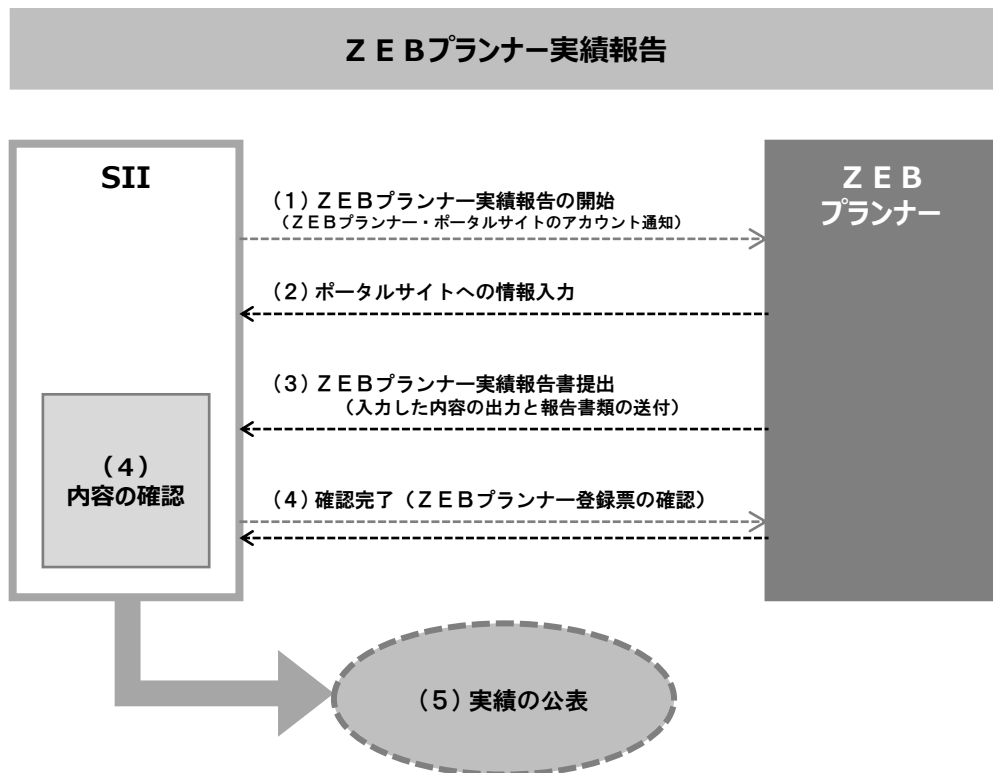 ＺＥＢプランナー実績報告
SII
ＺＥＢ
プランナー
（１）ＺＥＢプランナー実績報告の開始
（ＺＥＢプランナー・ポータルサイトのアカウント通知）
（２）ポータルサイトへの情報入力
（３）ＺＥＢプランナー実績報告書提出
（入力した内容の出力と報告書類の送付）
（４）
内容の確認
（４）確認完了（ＺＥＢプランナー登録票の確認）
（５）実績の公表